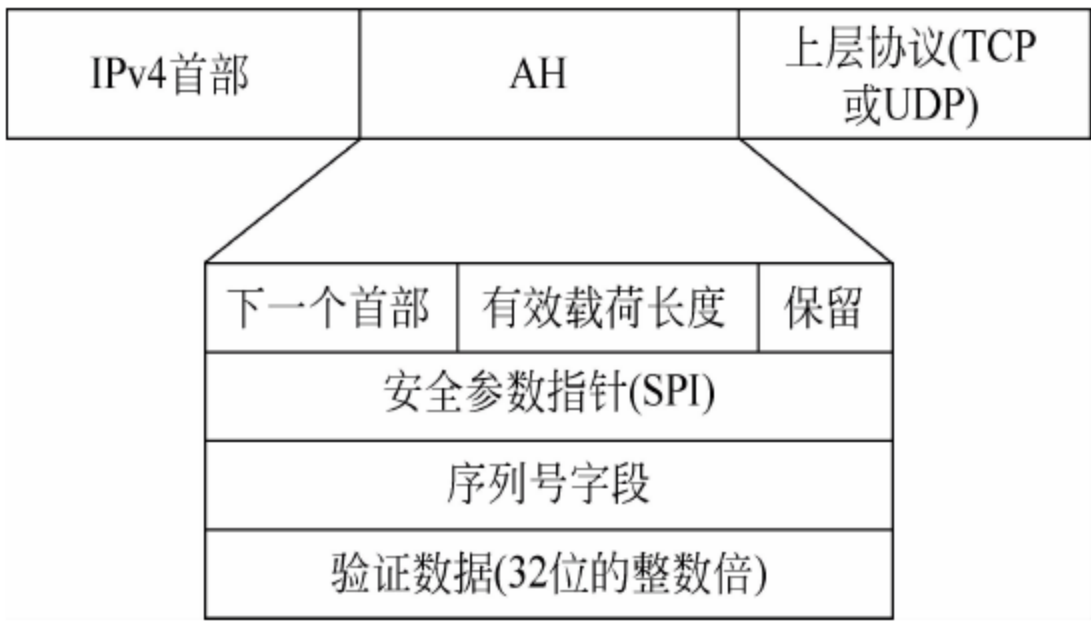 IPv4首部
AH
上层协议(TCP
或UDP)
下一个首部
有效载荷长度
保留
安全参数指针(SPI)
序列号字段
验证数据(32位的整数倍)